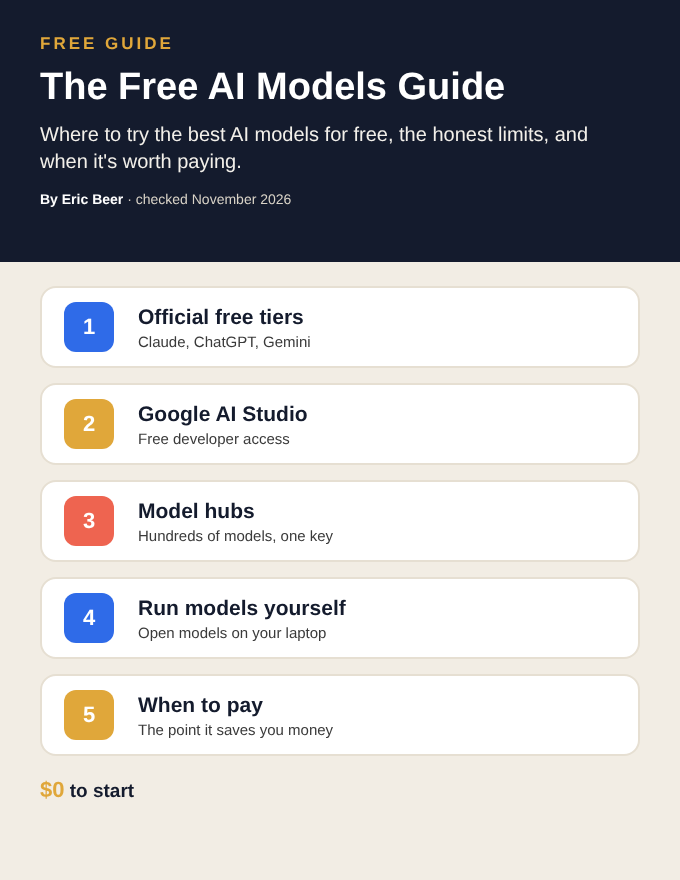 FREE GUIDE
The Free AI Models Guide
Where to try the best AI models for free, the honest limits, and
when it's worth paying.
By Eric Beer · checked November 2026
1
Official free tiers
Claude, ChatGPT, Gemini
2
Google AI Studio
Free developer access
3
Model hubs
Hundreds of models, one key
4
Run models yourself
Open models on your laptop
5
When to pay
The point it saves you money
$0 to start